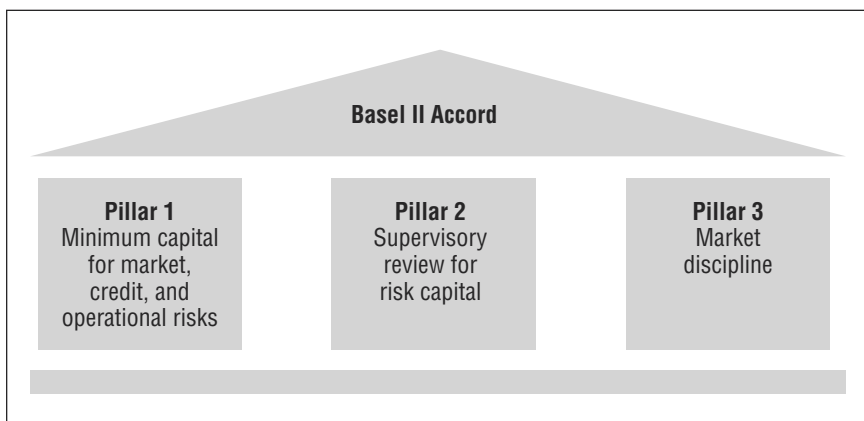 Basel II Accord
Pillar 1
Minimum capital
for market,
credit, and
operational risks
Pillar 2
Supervisory
review for
risk capital
Pillar 3
Market
discipline